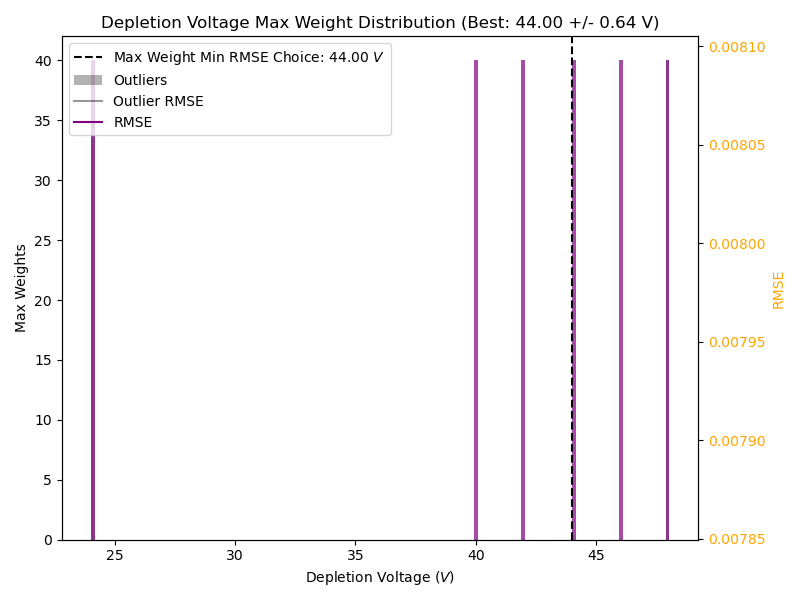 Depletion Voltage Max Weight Distribution (Best: 44.00 +/- 0.64 V)
Max Weight Min RMSE Choice: 44.00 V
Outliers
Outlier RMSE
RMSE
Max Weights
40
35
30
25
20
15
10
5
0
25
30
35
40
45
Depletion Voltage (V)
0.00810
0.00805
0.00800
0.00795
0.00790
0.00785
RMSE